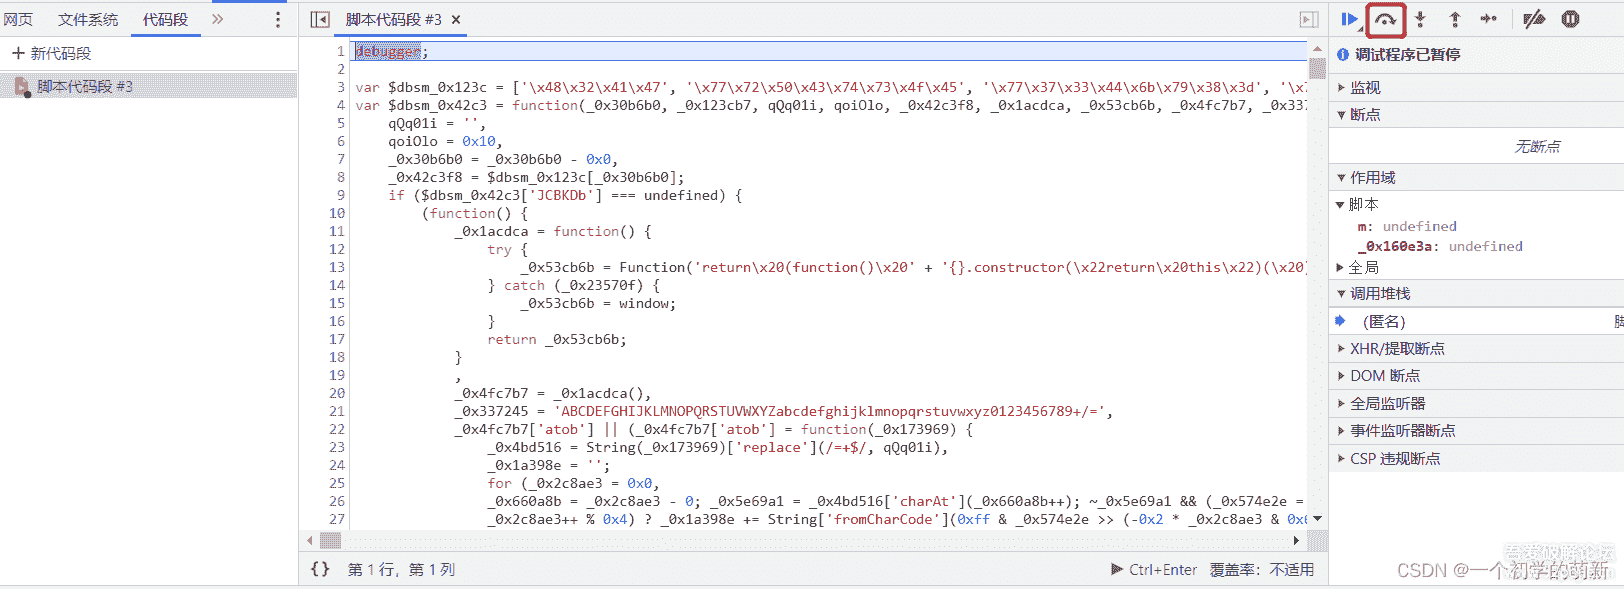 网页 文件系统 代码段 »
脚本代码段 #3 ×
+ 新代码段
脚本代码段 #3
1 debugger;
2
3 var $dbsm_0x123c = ['\x48\x32\x41\x47', '\x77\x72\x50\x43\x74\x73\x4f\x45', '\x77\x37\x33\x44\x6b\x79\x38\x3d', '\x7
4 var $dbsm_0x42c3 = function(_0x30b6b0, _0x123cb7, qQq01i, qoiOlo, _0x42c3f8, _0x1acdca, _0x53cb6b, _0x4fc7b7, _0x337
5 qQq01i = '',
6 qoiOlo = 0x10,
7 _0x30b6b0 = _0x30b6b0 - 0x0,
8 _0x42c3f8 = $dbsm_0x123c[_0x30b6b0];
9 if ($dbsm_0x42c3['JCBKDb'] === undefined) {
10 (function() {
11 _0x1acdca = function() {
12 try {
13 _0x53cb6b = Function('return\x20(function()\x20' + '{}.constructor(\x22return\x20this\x22)(\x20)
14 } catch (_0x23570f) {
15 _0x53cb6b = window;
16 }
17 return _0x53cb6b;
18 }
19 ,
20 _0x4fc7b7 = _0x1acdca(),
21 _0x337245 = 'ABCDEFGHIJKLMNOPQRSTUVWXYZabcdefghijklmnopqrstuvwxyz0123456789+/=',
22 _0x4fc7b7['atob'] || (_0x4fc7b7['atob'] = function(_0x173969) {
23 _0x4bd516 = String(_0x173969)['replace'](/=+$/, qQq01i),
24 _0x1a398e = '';
25 for (_0x2c8ae3 = 0x0,
26 _0x660a8b = _0x2c8ae3 - 0; _0x5e69a1 = _0x4bd516['charAt'](_0x660a8b++); ~_0x5e69a1 && (_0x574e2e =
27 _0x2c8ae3++ % 0x4) ? _0x1a398e += String['fromCharCode'](0xff & _0x574e2e >> (-0x2 * _0x2c8ae3 & 0x6
{} 第 1 行，第 1 列
Ctrl+Enter 覆盖率：不适用
调试程序已暂停
监视
断点
无断点
作用域
脚本
m: undefined
_0x160e3a: undefined
全局
调用堆栈
(匿名)
XHR/提取断点
DOM 断点
全局监听器
事件监听器断点
CSP 违规断点
吾爱破解论坛
CSDN @一个初学的萌新